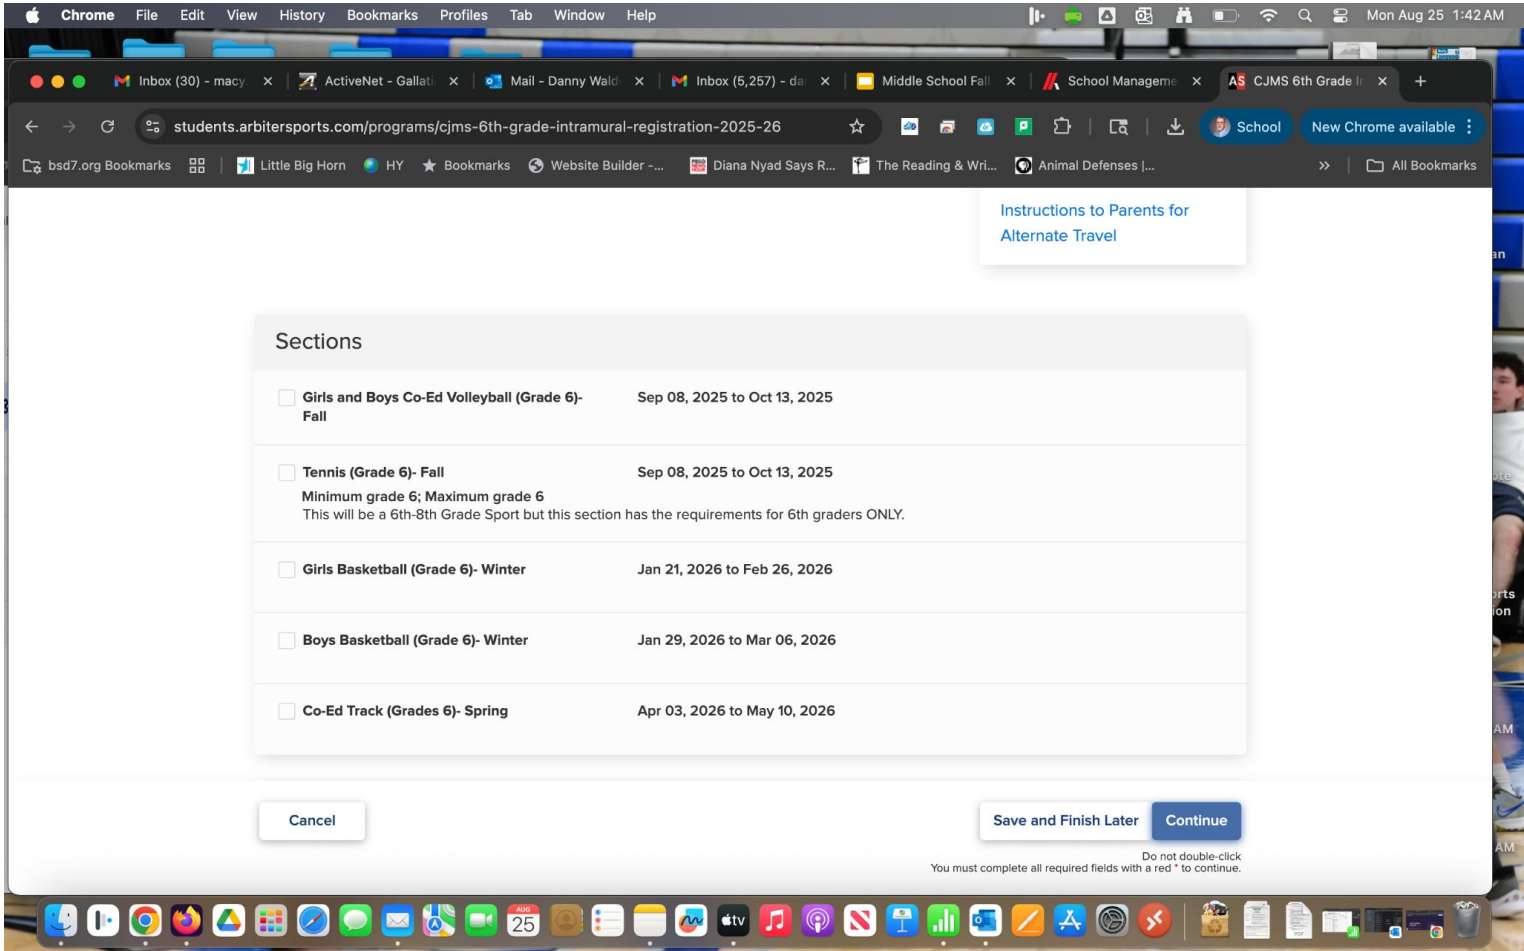 Chrome File Edit View History Bookmarks Profiles Tab Window Help Mon Aug 25 1:42 AM
Inbox (30) - macy. ActiveNet - Gallati Mail - Danny Wald Inbox (5,257) - da Middle School Fall School Manageme CJMS 6th Grade In
students.arbitersports.com/programs/cjms-6th-grade-intramural-registration-2025-26 School New Chrome available
bsd7.org Bookmarks Little Big Horn HY Bookmarks Website Builder -... Diana Nyad Says R... The Reading & Wri... Animal Defenses |... All Bookmarks
Instructions to Parents for
Alternate Travel
Sections
Girls and Boys Co-Ed Volleyball (Grade 6)- Sep 08, 2025 to Oct 13, 2025
Fall
Tennis (Grade 6)- Fall Sep 08, 2025 to Oct 13, 2025
Minimum grade 6; Maximum grade 6
This will be a 6th-8th Grade Sport but this section has the requirements for 6th graders ONLY.
Girls Basketball (Grade 6)- Winter Jan 21, 2026 to Feb 26, 2026
Boys Basketball (Grade 6)- Winter Jan 29, 2026 to Mar 06, 2026
Co-Ed Track (Grades 6)- Spring Apr 03, 2026 to May 10, 2026
Cancel Save and Finish Later Continue
Do not double-click
You must complete all required fields with a red * to continue.
AUG
25
tv